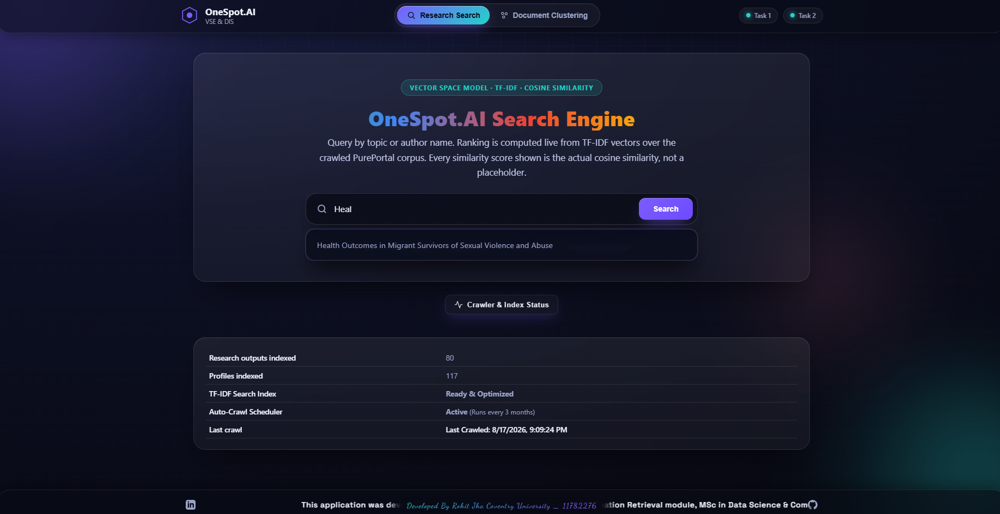 OneSpot.AI
VSE & DIS
Research Search
Document Clustering
Task 1
Task 2
VECTOR SPACE MODEL · TF-IDF · COSINE SIMILARITY
OneSpot.AI Search Engine
Query by topic or author name. Ranking is computed live from TF-IDF vectors over the
crawled PurePortal corpus. Every similarity score shown is the actual cosine similarity, not a
placeholder.
Heal
Search
Health Outcomes in Migrant Survivors of Sexual Violence and Abuse
Crawler & Index Status
Research outputs indexed 80
Profiles indexed 117
TF-IDF Search Index Ready & Optimized
Auto-Crawl Scheduler Active (Runs every 3 months)
Last crawl Last Crawled: 8/17/2026, 9:09:24 PM
This application was dev Developed By Rohit Jha Coventry University _ 11782276 ation Retrieval module, MSc in Data Science & Com